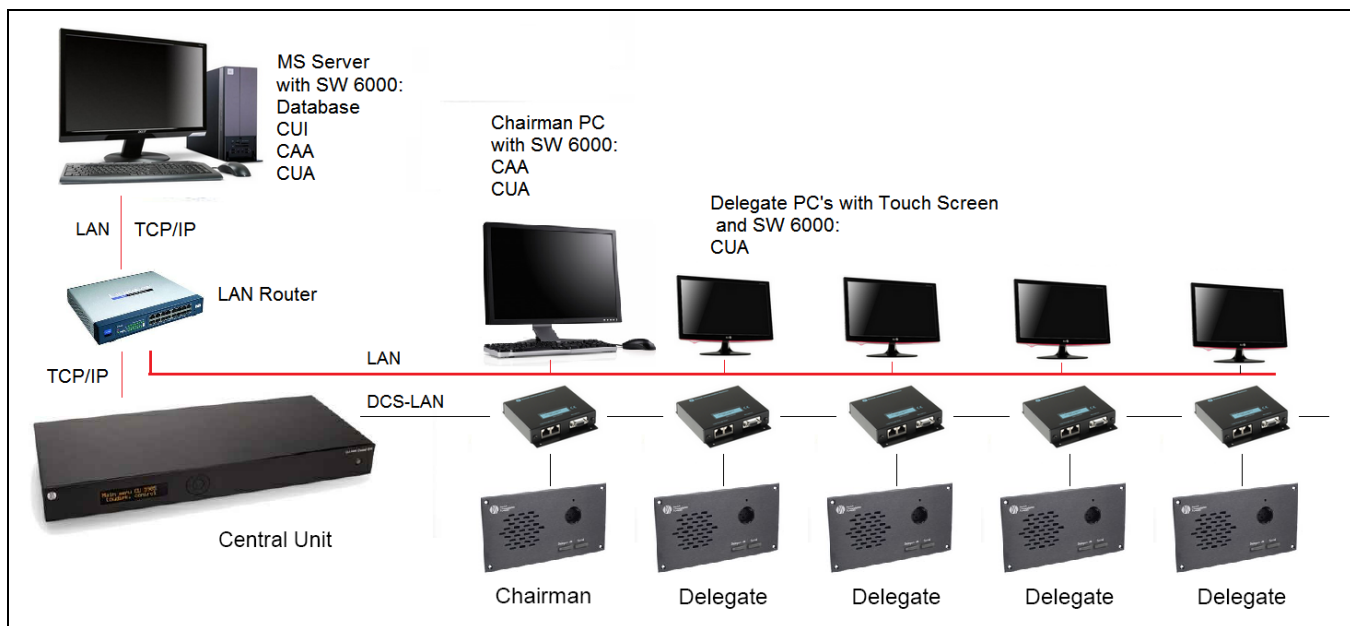 MS Server
with SW 6000:
Database
CUI
CAA
CUA
Chairman PC
with SW 6000:
CAA
CUA
Delegate PC's with Touch Screen
and SW 6000:
CUA
LAN TCP/IP
LAN Router
LAN
TCP/IP
DCS-LAN
Central Unit
Chairman
Delegate
Delegate
Delegate
Delegate